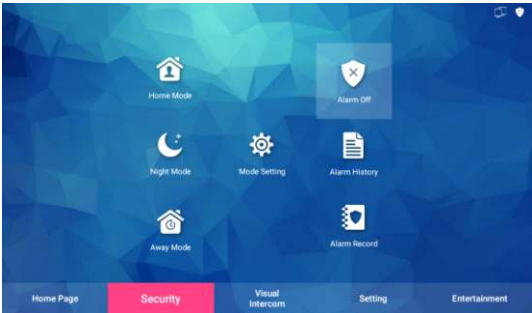 Home Mode
Alarm Off
Night Mode
Mode Setting
Alarm History
Away Mode
Alarm Record
Home Page
Security
Visual
Intercom
Setting
Entertainment